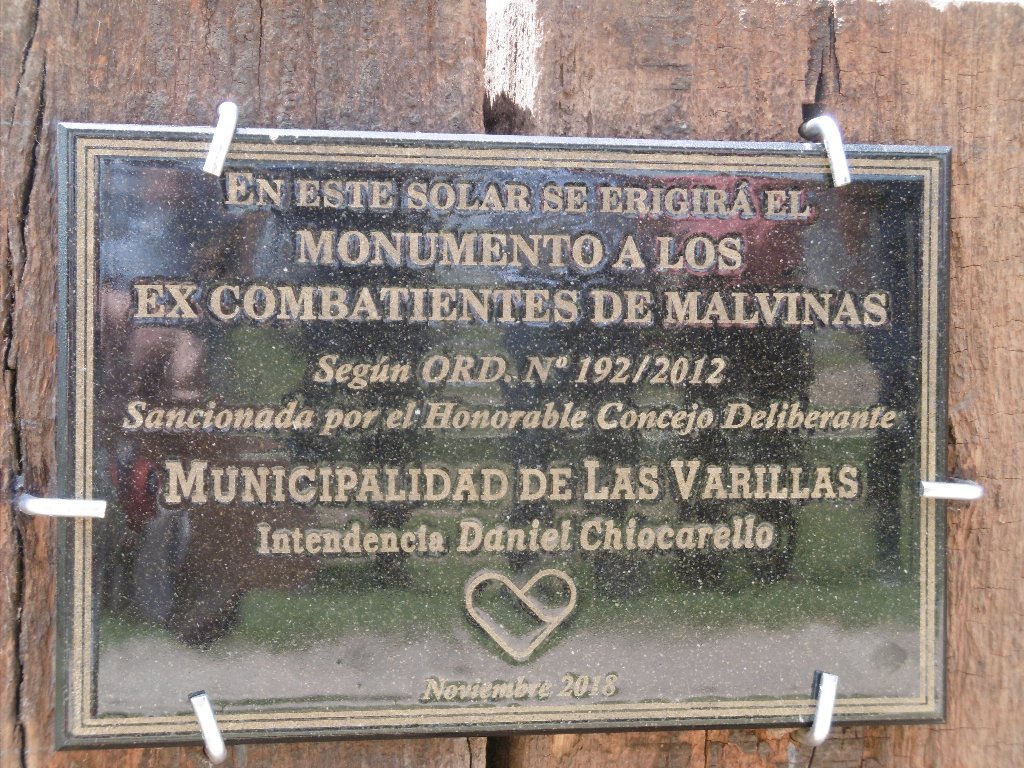 EN ESTE SOLAR SE ERIGIRÁ EL
MONUMENTO A LOS
EX COMBATIENTES DE MALVINAS
Según ORD. Nº 192/2012
Sancionada por el Honorable Concejo Deliberante
MUNICIPALIDAD DE LAS VARILLAS
Intendencia Daniel Chiocarello
Noviembre 2018